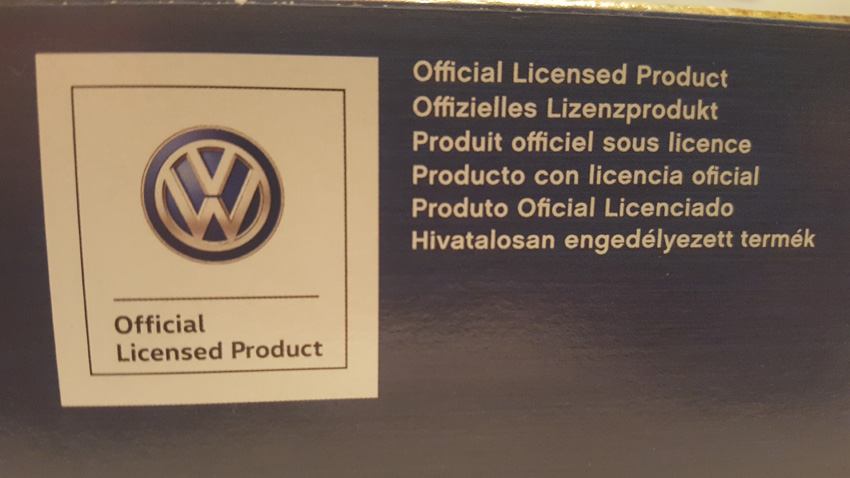 VW
Official
Licensed Product
Official Licensed Product
Offizielles Lizenzprodukt
Produit officiel sous licence
Producto con licencia oficial
Produto Oficial Licenciado
Hivatalosan engedélyezett termék